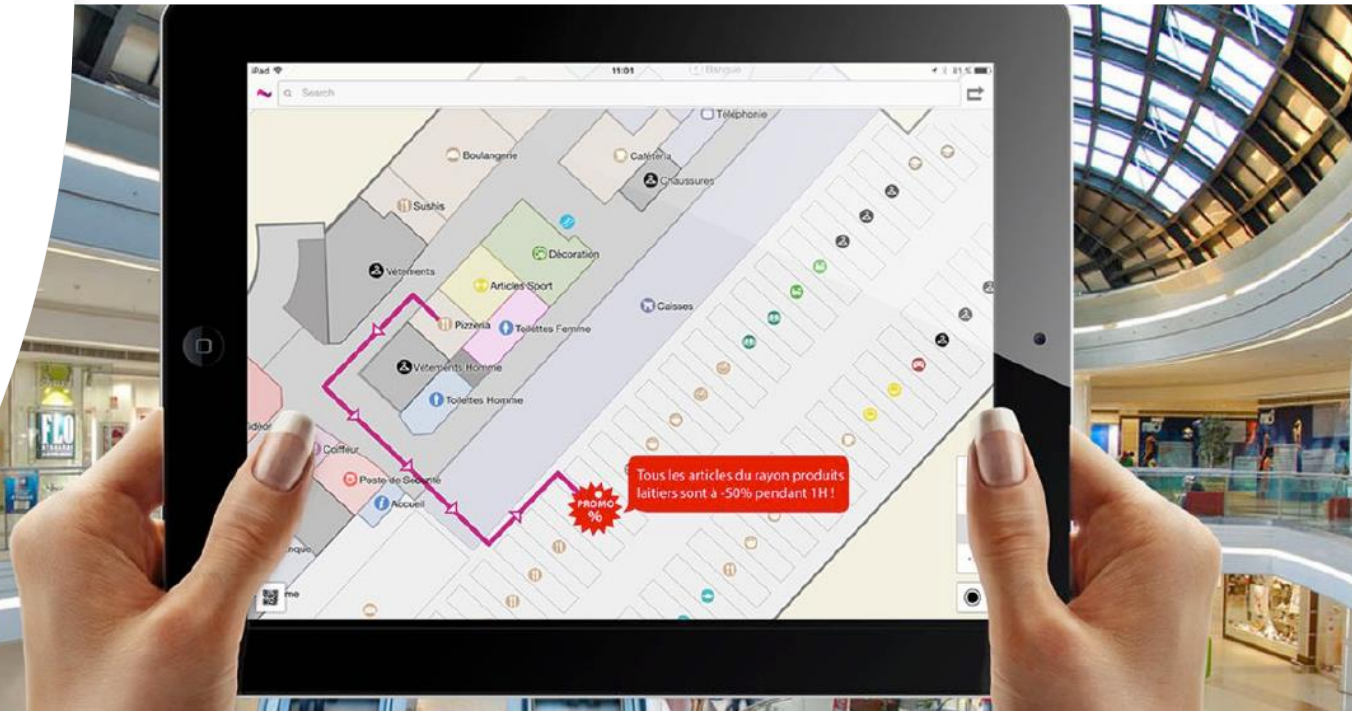 iPad
11:01
Banque
81 %
Search
Téléphonie
Boulangerie
Cafétéria
Chaussures
Sushis
Décoration
Vêtements
Articles Sport
Caisses
Pizzéria
Toilettes Femme
Vêtements Homme
Toilettes Homme
Coiffeur
Tous les articles du rayon produits
laitiers sont à -50% pendant 1H !
Poste de Sécurité
PROMO
%
Accueil
FLO